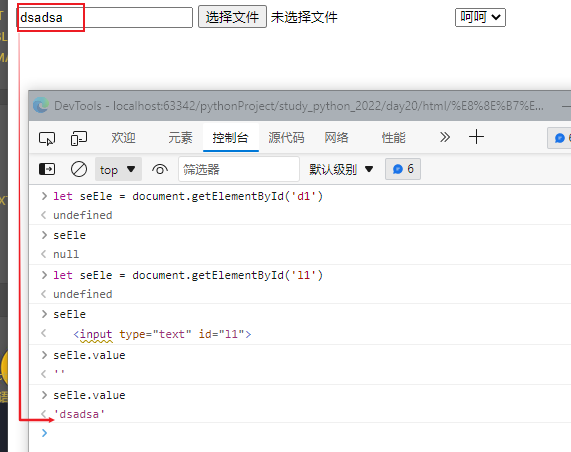 dsadsa 选择文件 未选择文件 呵呵
DevTools - localhost:63342/pythonProject/study_python_2022/day20/html/%E8%8E%B7%E...
欢迎 元素 控制台 源代码 网络 性能 6
top 筛选器 默认级别 6
let seEle = document.getElementById('d1')
undefined
seEle
null
let seEle = document.getElementById('l1')
undefined
seEle
<input type="text" id="l1">
seEle.value
''
seEle.value
'dsadsa'